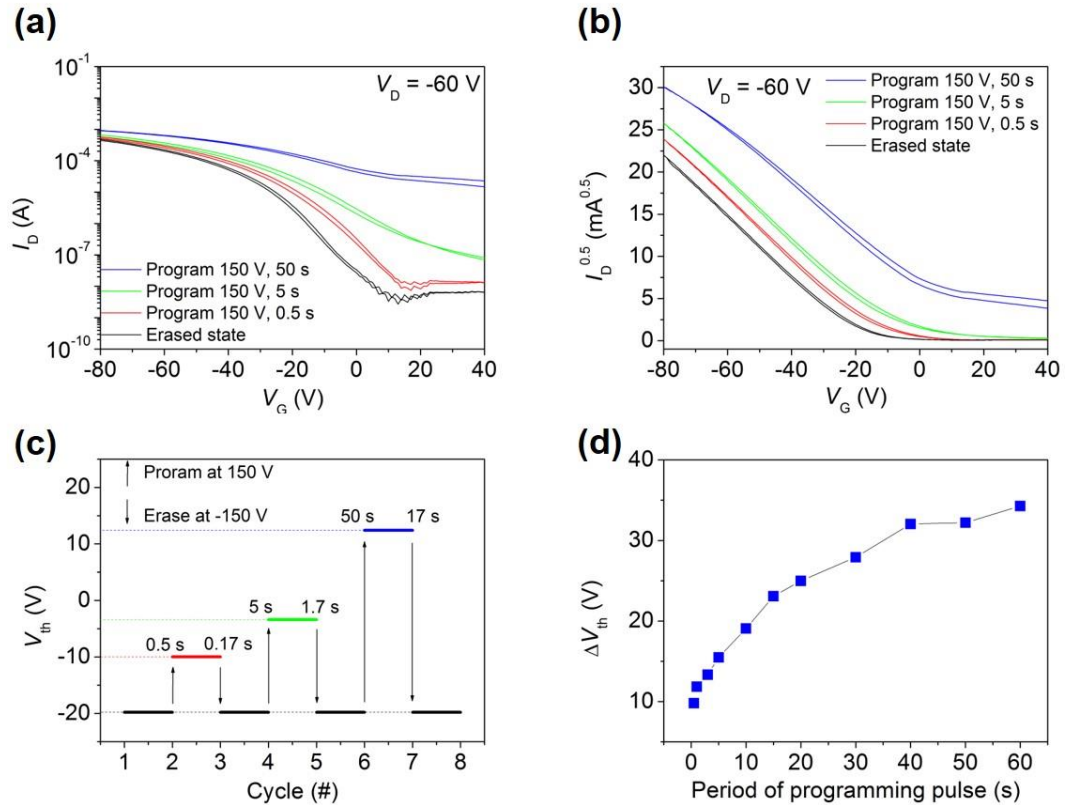 (a)
V_D = -60 V
I_D (A)
10^-1
10^-4
10^-7
10^-10
Program 150 V, 50 s
Program 150 V, 5 s
Program 150 V, 0.5 s
Erased state
-80 -60 -40 -20 0 20 40
V_G (V)
(b)
V_D = -60 V
Program 150 V, 50 s
Program 150 V, 5 s
Program 150 V, 0.5 s
Erased state
I_D^0.5 (mA^0.5)
30
25
20
15
10
5
0
-80 -60 -40 -20 0 20 40
V_G (V)
(c)
Proram at 150 V
Erase at -150 V
V_th (V)
20
10
0
-10
-20
50 s 17 s
5 s 1.7 s
0.5 s 0.17 s
1 2 3 4 5 6 7 8
Cycle (#)
(d)
ΔV_th (V)
40
30
20
10
0 10 20 30 40 50 60
Period of programming pulse (s)